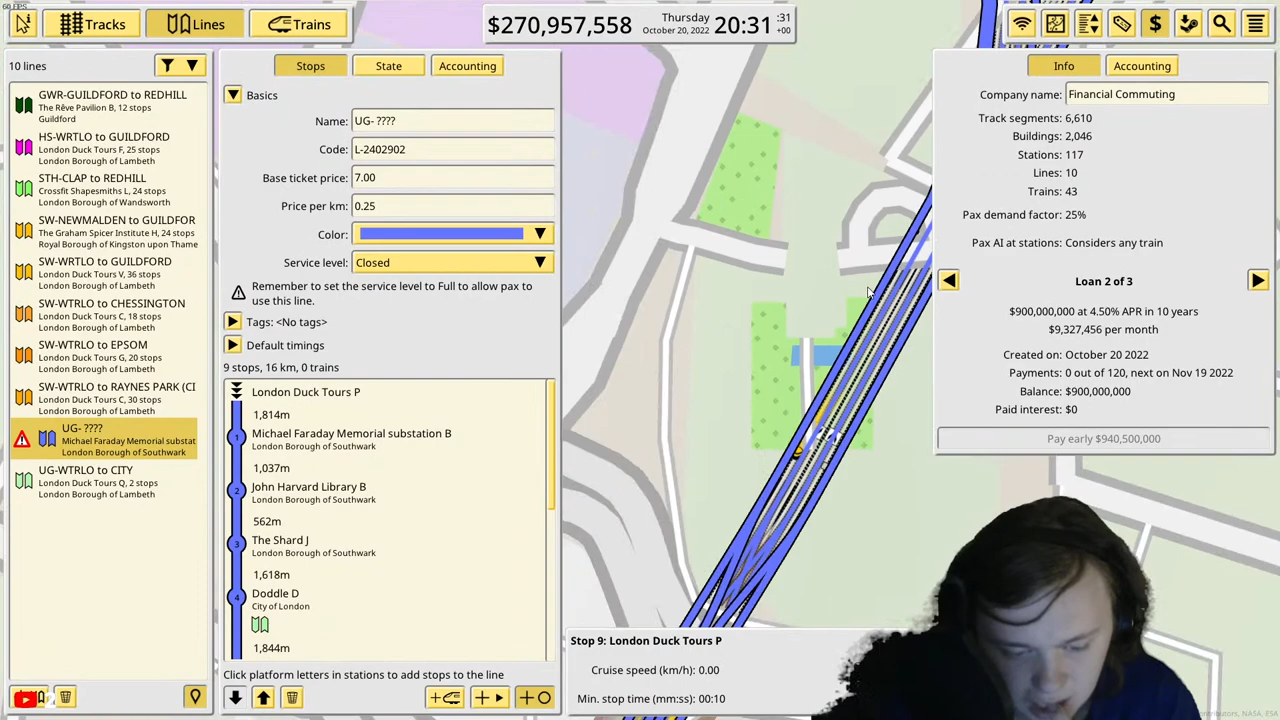 60 FPS
Tracks
Lines
Trains
$270,957,558
Thursday
October 20, 2022
20:31
:31
+00
10 lines
GWR-GUILDFORD to REDHILL
The Rêve Pavilion B, 12 stops
Guildford
HS-WRTLO to GUILDFORD
London Duck Tours F, 25 stops
London Borough of Lambeth
STH-CLAP to REDHILL
Crossfit Shapesmiths L, 24 stops
London Borough of Wandsworth
SW-NEWMALDEN to GUILDFOR
The Graham Spicer Institute H, 24 stops
Royal Borough of Kingston upon Thame
SW-WRTLO to GUILDFORD
London Duck Tours V, 36 stops
London Borough of Lambeth
SW-WTRLO to CHESSINGTON
London Duck Tours C, 18 stops
London Borough of Lambeth
SW-WTRLO to EPSOM
London Duck Tours G, 20 stops
London Borough of Lambeth
SW-WTRLO to RAYNES PARK (CI
London Duck Tours C, 30 stops
London Borough of Lambeth
UG- ????
Michael Faraday Memorial substat
London Borough of Southwark
UG-WTRLO to CITY
London Duck Tours Q, 2 stops
London Borough of Lambeth
Stops
State
Accounting
Basics
Name: UG- ????
Code: L-2402902
Base ticket price: 7.00
Price per km: 0.25
Color:
Service level: Closed
Remember to set the service level to Full to allow pax to
use this line.
Tags: <No tags>
Default timings
9 stops, 16 km, 0 trains
London Duck Tours P
1,814m
1 Michael Faraday Memorial substation B
London Borough of Southwark
1,037m
2 John Harvard Library B
London Borough of Southwark
562m
3 The Shard J
London Borough of Southwark
1,618m
4 Doddle D
City of London
1,844m
Click platform letters in stations to add stops to the line
Stop 9: London Duck Tours P
Cruise speed (km/h): 0.00
Min. stop time (mm:ss): 00:10
Info
Accounting
Company name: Financial Commuting
Track segments: 6,610
Buildings: 2,046
Stations: 117
Lines: 10
Trains: 43
Pax demand factor: 25%
Pax AI at stations: Considers any train
Loan 2 of 3
$900,000,000 at 4.50% APR in 10 years
$9,327,456 per month
Created on: October 20 2022
Payments: 0 out of 120, next on Nov 19 2022
Balance: $900,000,000
Paid interest: $0
Pay early $940,500,000
contributors, NASA, ESA